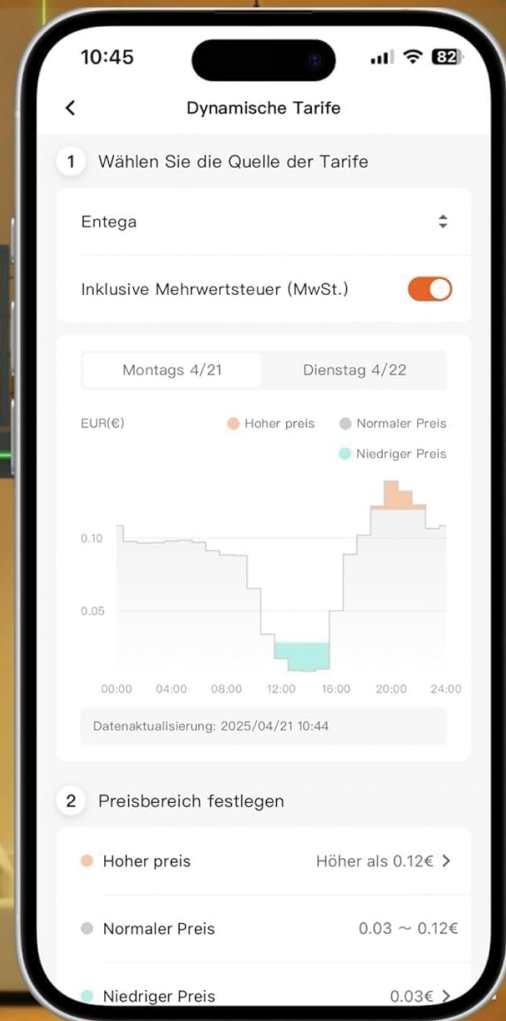 10:45
82
Dynamische Tarife
1 Wählen Sie die Quelle der Tarife
Entega
Inklusive Mehrwertsteuer (MwSt.)
Montags 4/21 Dienstag 4/22
EUR(€) Hoher preis Normaler Preis
Niedriger Preis
0.10
0.05
00:00 04:00 08:00 12:00 16:00 20:00 24:00
Datenaktualisierung: 2025/04/21 10:44
2 Preisbereich festlegen
Hoher preis Höher als 0.12€
Normaler Preis 0.03 ~ 0.12€
Niedriger Preis 0.03€